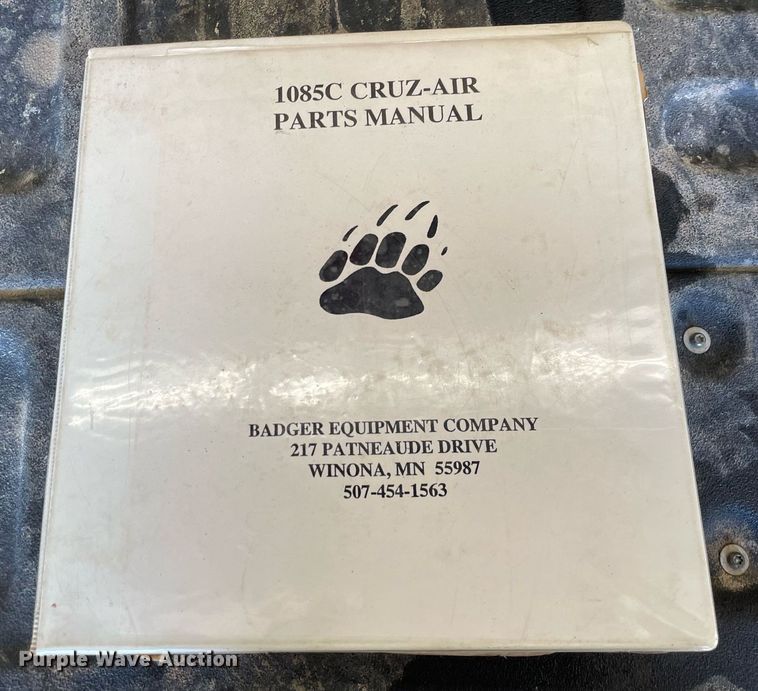 1085C CRUZ-AIR
PARTS MANUAL
BADGER EQUIPMENT COMPANY
217 PATNEAUDE DRIVE
WINONA, MN  55987
507-454-1563
Purple Wave Auction